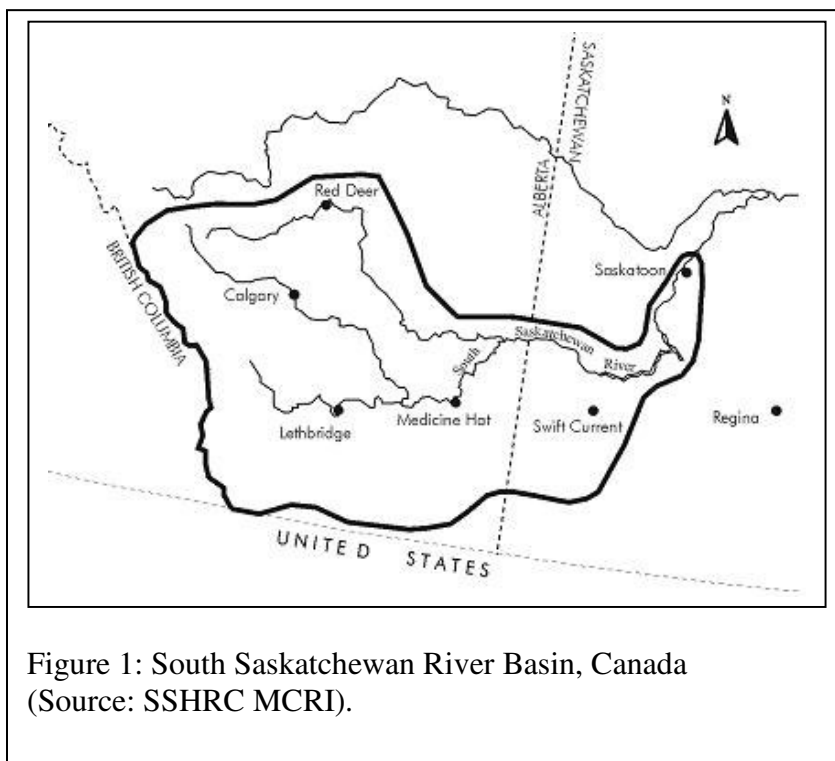 SASKATCHEWAN
N
Red Deer
ALBERTA
BRITISH COLUMBIA
Saskatoon
Calgary
Saskatchewan
South
River
Lethbridge
Medicine Hat
Swift Current
Regina
UNITED STATES
Figure 1: South Saskatchewan River Basin, Canada
(Source: SSHRC MCRI).